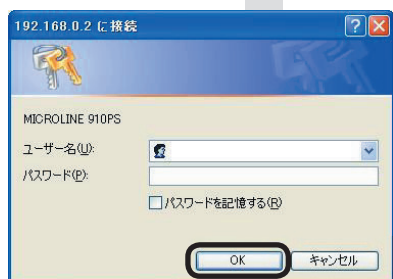 192.168.0.2 に接続
MICROLINE 910PS
ユーザー名(U):
パスワード(P):
パスワードを記憶する(R)
OK
キャンセル